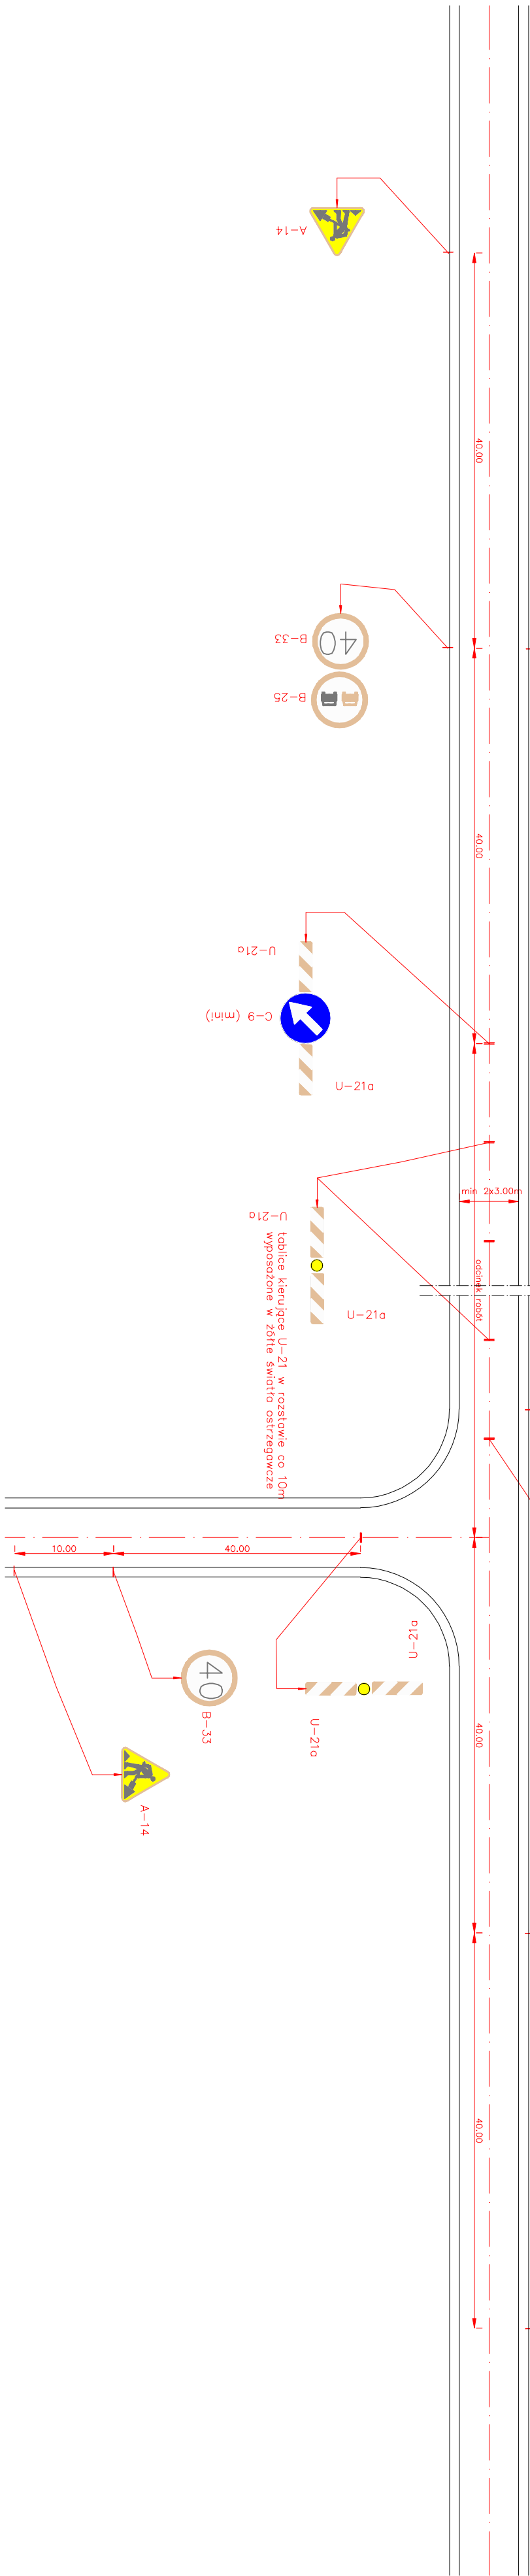 A-14
40.00
40
B-33
B-25
40.00
U-21a
C-9 (mini)
U-21a
min 2x3.00m
U-21a
odcinek robót
U-21a
tablice kierujące U-21 w rozstawie co 10m
wyposażone w żółte światła ostrzegawcze
10.00
40.00
U-21a
40
B-33
U-21a
40.00
A-14
40.00